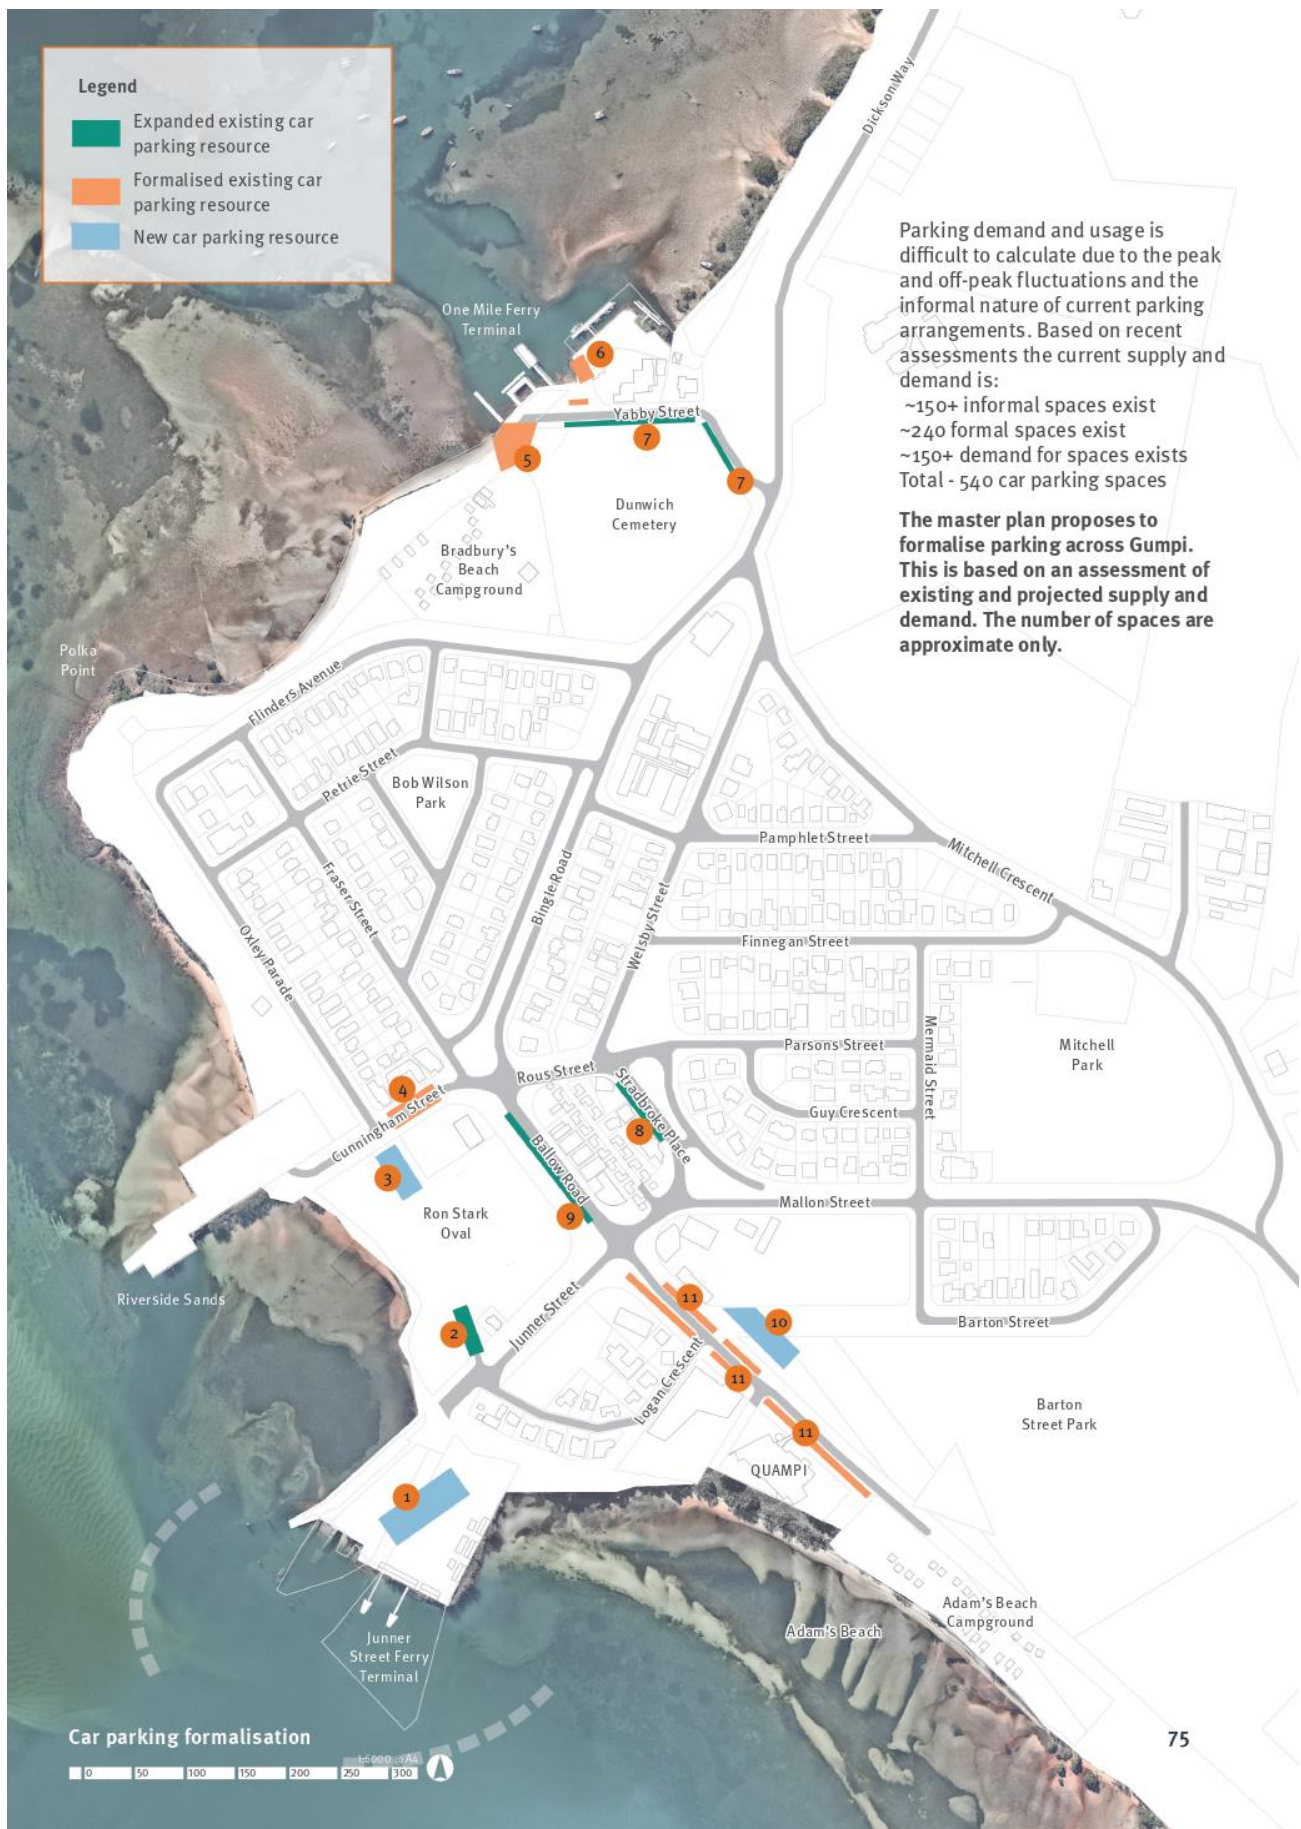 Legend
Expanded existing car
parking resource
Formalised existing car
parking resource
New car parking resource
Dickson Way
Parking demand and usage is
difficult to calculate due to the peak
and off-peak fluctuations and the
informal nature of current parking
arrangements. Based on recent
assessments the current supply and
demand is:
~150+ informal spaces exist
~240 formal spaces exist
~150+ demand for spaces exists
Total - 540 car parking spaces
The master plan proposes to
formalise parking across Gumpi.
This is based on an assessment of
existing and projected supply and
demand. The number of spaces are
approximate only.
One Mile Ferry
Terminal
6
Yabby Street
7
5
7
Dunwich
Cemetery
Bradbury's
Beach
Campground
Polka
Point
Flinders Avenue
Petrie Street
Bob Wilson
Park
Pamphlet Street
Mitchell Crescent
Fraser Street
Bingle Road
Welsby Street
Oxley Parade
Finnegan Street
Mermaid Street
Parsons Street
Mitchell
Park
Rous Street
Stradbroke Place
4
Cunningham Street
Guy Crescent
8
Ballow Road
3
Ron Stark
Oval
9
Mallon Street
Riverside Sands
11
10
2
Junner Street
Barton Street
Logan Crescent
11
Barton
Street Park
11
QUAMPI
1
Adam's Beach
Campground
Adam's Beach
Junner
Street Ferry
Terminal
Car parking formalisation
75
1:5000 @ A4
0 50 100 150 200 250 300